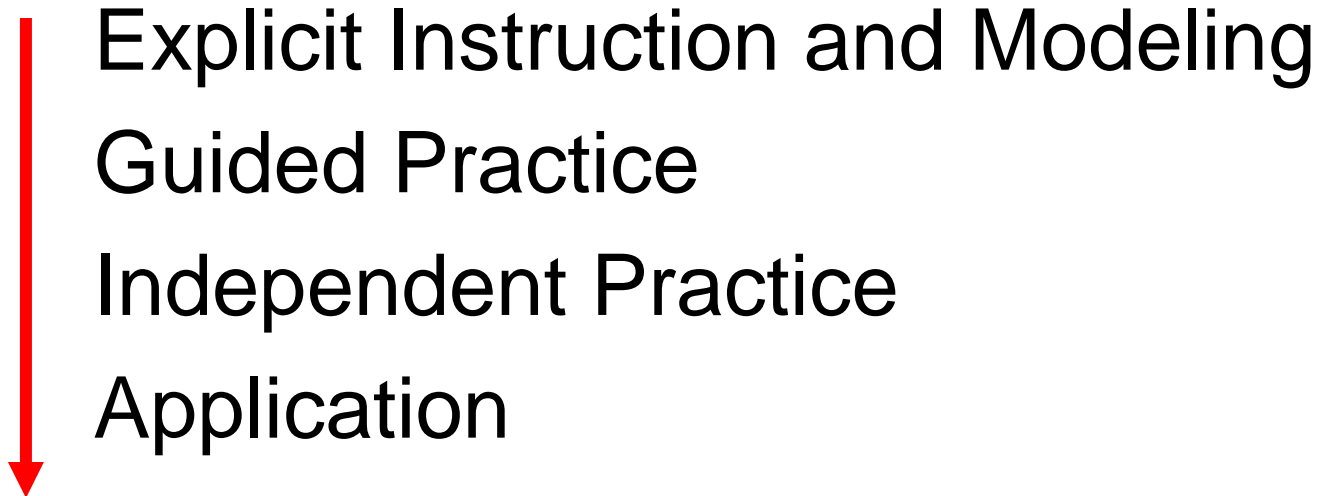 Explicit Instruction and Modeling
Guided Practice
Independent Practice
Application